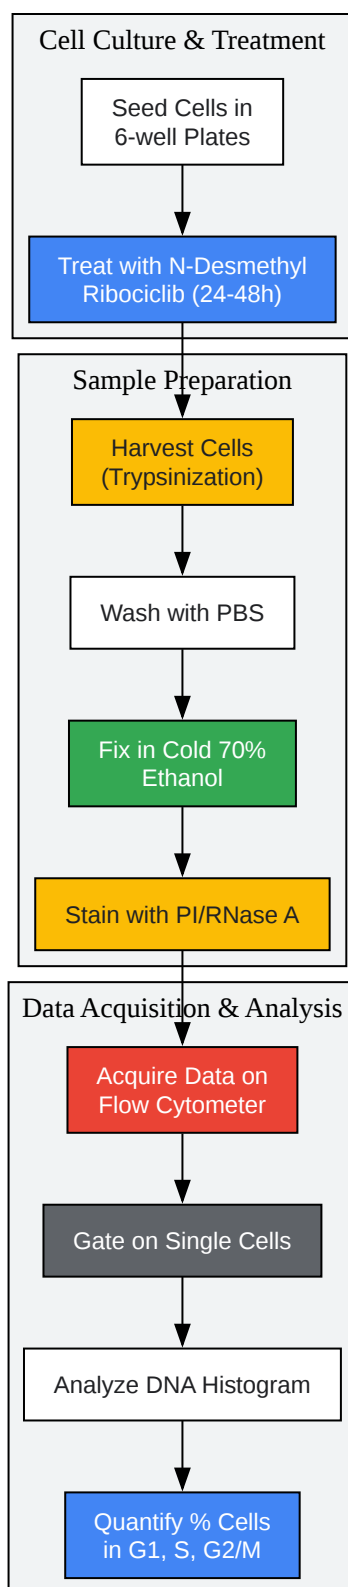 Cell Culture & Treatment
Seed Cells in
6-well Plates
Treat with N-Desmethyl
Ribociclib (24-48h)
Sample Preparation
Harvest Cells
(Trypsinization)
Wash with PBS
Fix in Cold 70%
Ethanol
Stain with PI/RNase A
Data Acquisition & Analysis
Acquire Data on
Flow Cytometer
Gate on Single Cells
Analyze DNA Histogram
Quantify % Cells
in G1, S, G2/M